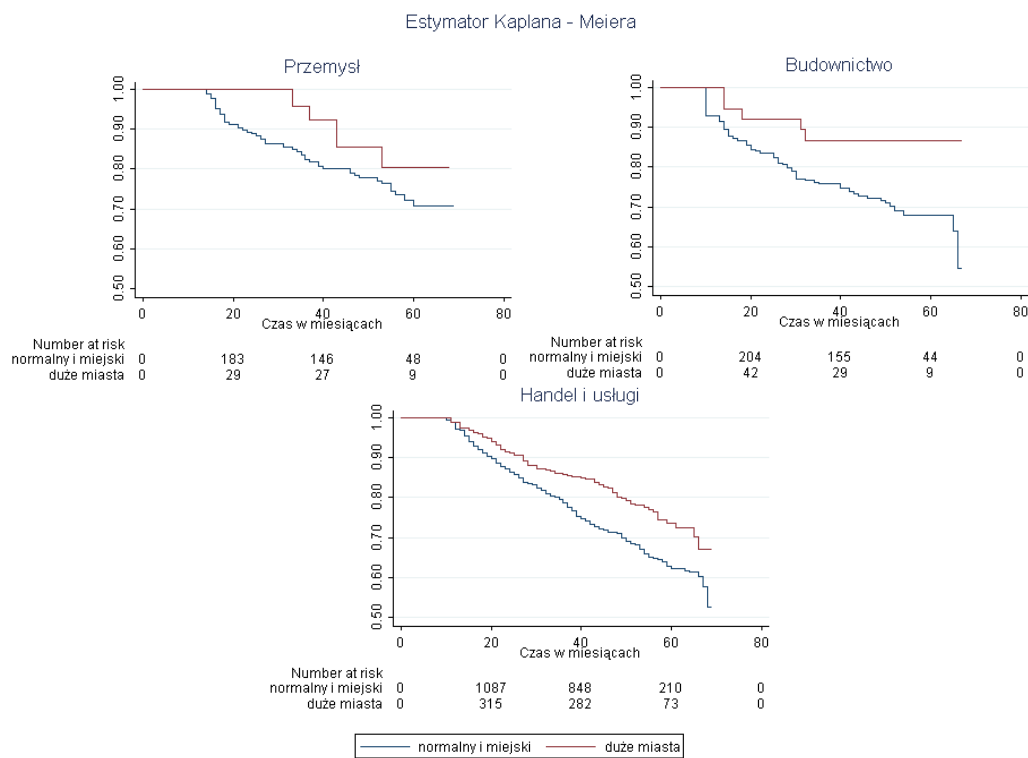 Estymator Kaplana - Meiera
Przemysł
1.00
0.90
0.80
0.70
0.60
0.50
0 20 40 60 80
Czas w miesiącach
Number at risk
normalny i miejski 0 183 146 48 0
duże miasta 0 29 27 9 0
Budownictwo
1.00
0.90
0.80
0.70
0.60
0.50
0 20 40 60 80
Czas w miesiącach
Number at risk
normalny i miejski 0 204 155 44 0
duże miasta 0 42 29 9 0
Handel i usługi
1.00
0.90
0.80
0.70
0.60
0.50
0 20 40 60 80
Czas w miesiącach
Number at risk
normalny i miejski 0 1087 848 210 0
duże miasta 0 315 282 73 0
normalny i miejski duże miasta